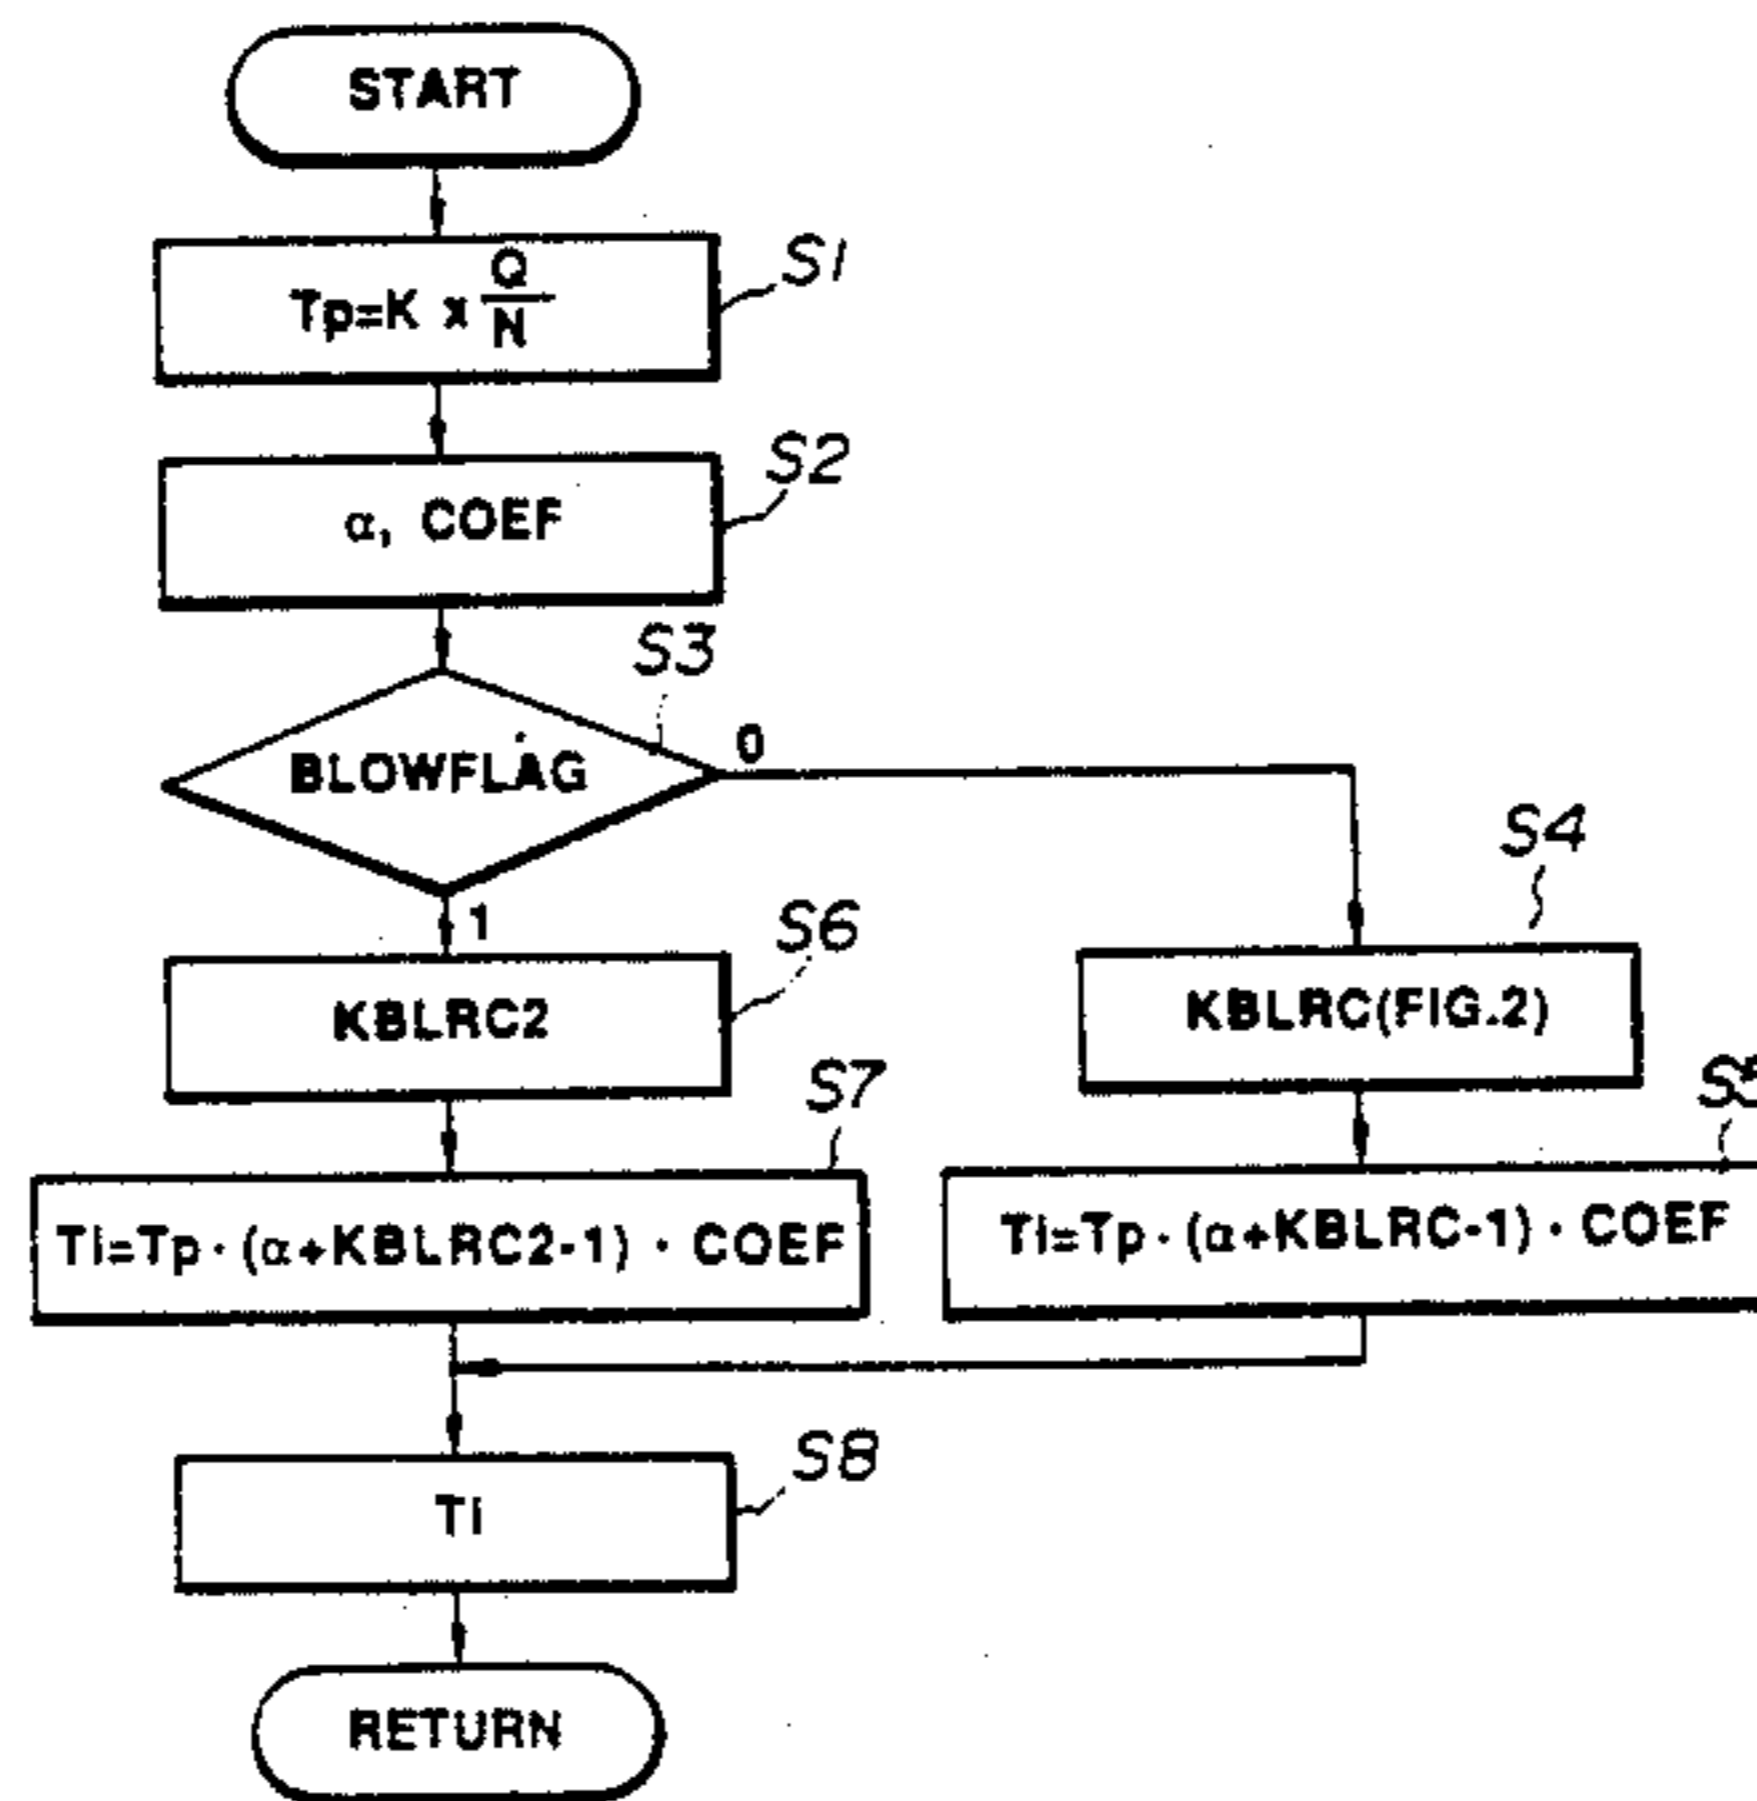 START
Tp=K x Q/N
S1
α, COEF
S2
S3
BLOWFLAG
0
1
S4
KBLRC2
S6
KBLRC(FIG.2)
S7
S5
Ti=Tp·(α+KBLRC2-1)·COEF
Ti=Tp·(α+KBLRC-1)·COEF
Ti
S8
RETURN